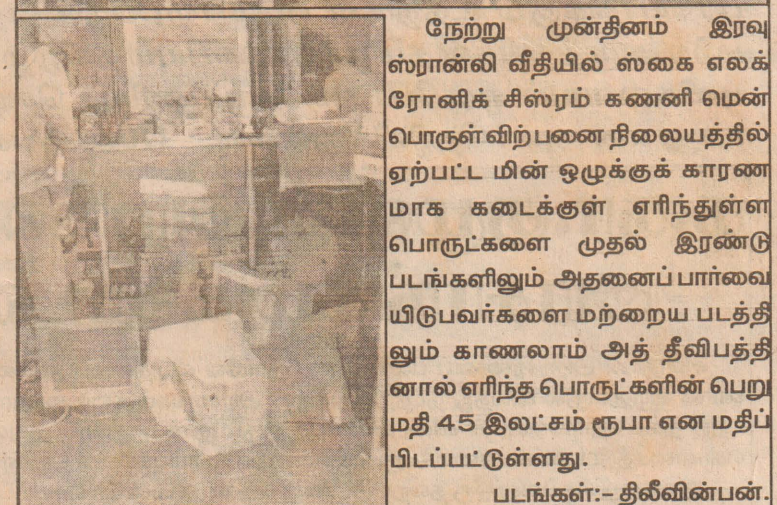 நேற்று முன்தினம் இரவு
ஸ்ரான்லி வீதியில் ஸ்கை எலக்
ரோனிக் சிஸ்ரம் கணனி மென்
பொருள்விற்பனை நிலையத்தில்
ஏற்பட்ட மின் ஒழுக்குக் காரண
மாக கடைக்குள் எரிந்துள்ள
பொருட்களை முதல் இரண்டு
படங்களிலும் அதனைப் பார்வை
யிடுபவர்களை மற்றைய படத்தி
லும் காணலாம் அத் தீவிபத்தி
னால் எரிந்த பொருட்களின் பெறு
மதி 45 இலட்சம் ரூபா என மதிப்
பிடப்பட்டுள்ளது.
படங்கள்:- திலீவின்பன்.